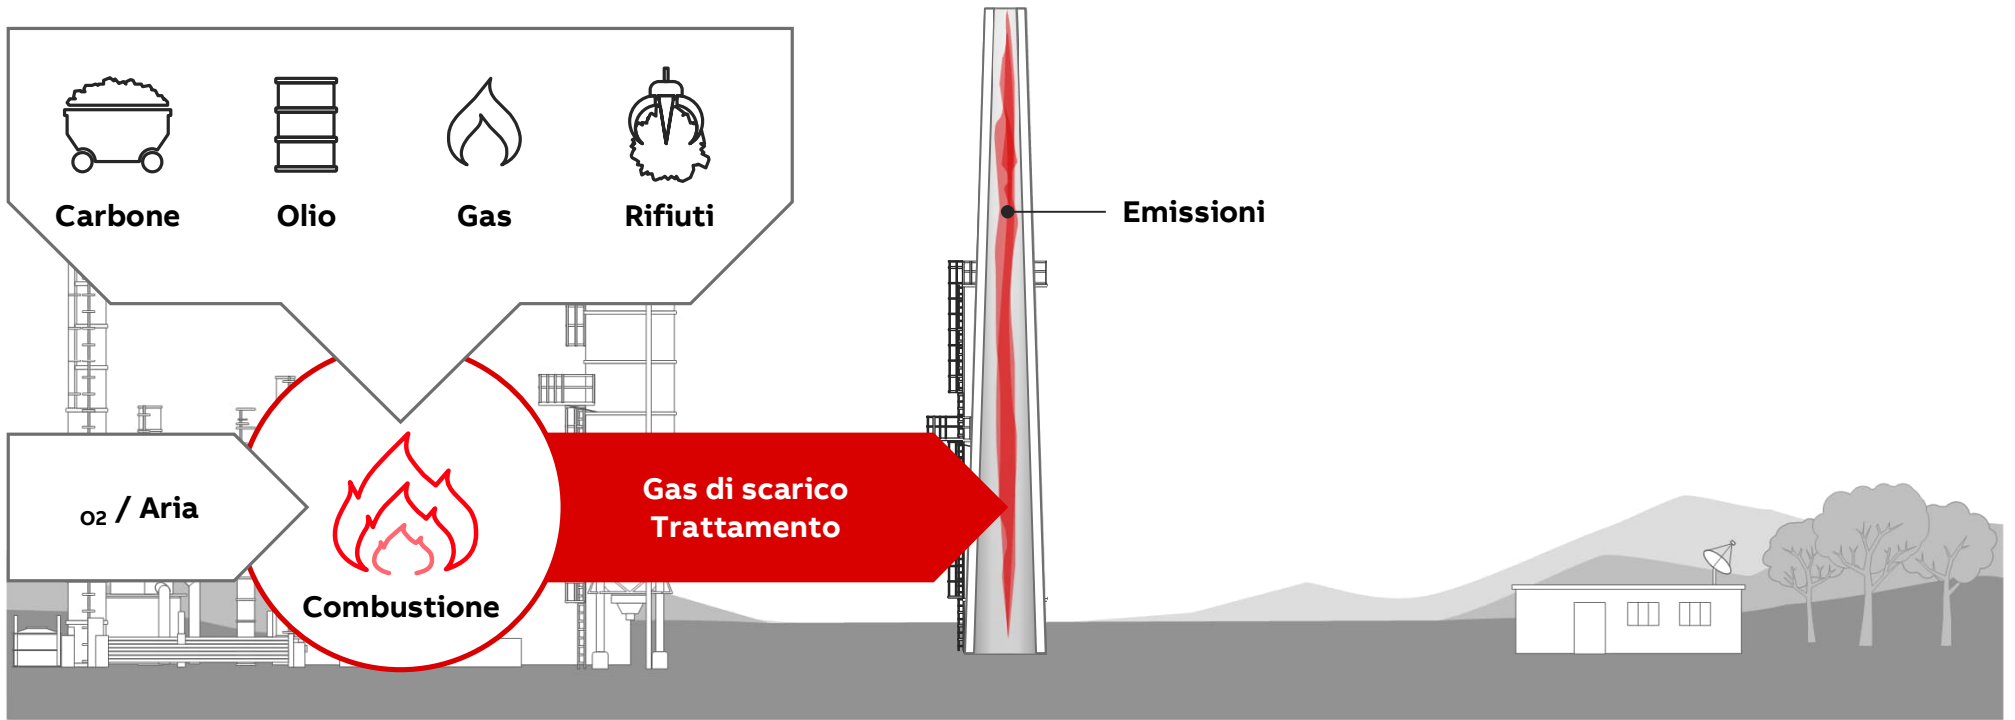 Carbone
Olio
Gas
Rifiuti
Emissioni
O2 / Aria
Gas di scarico
Trattamento
Combustione